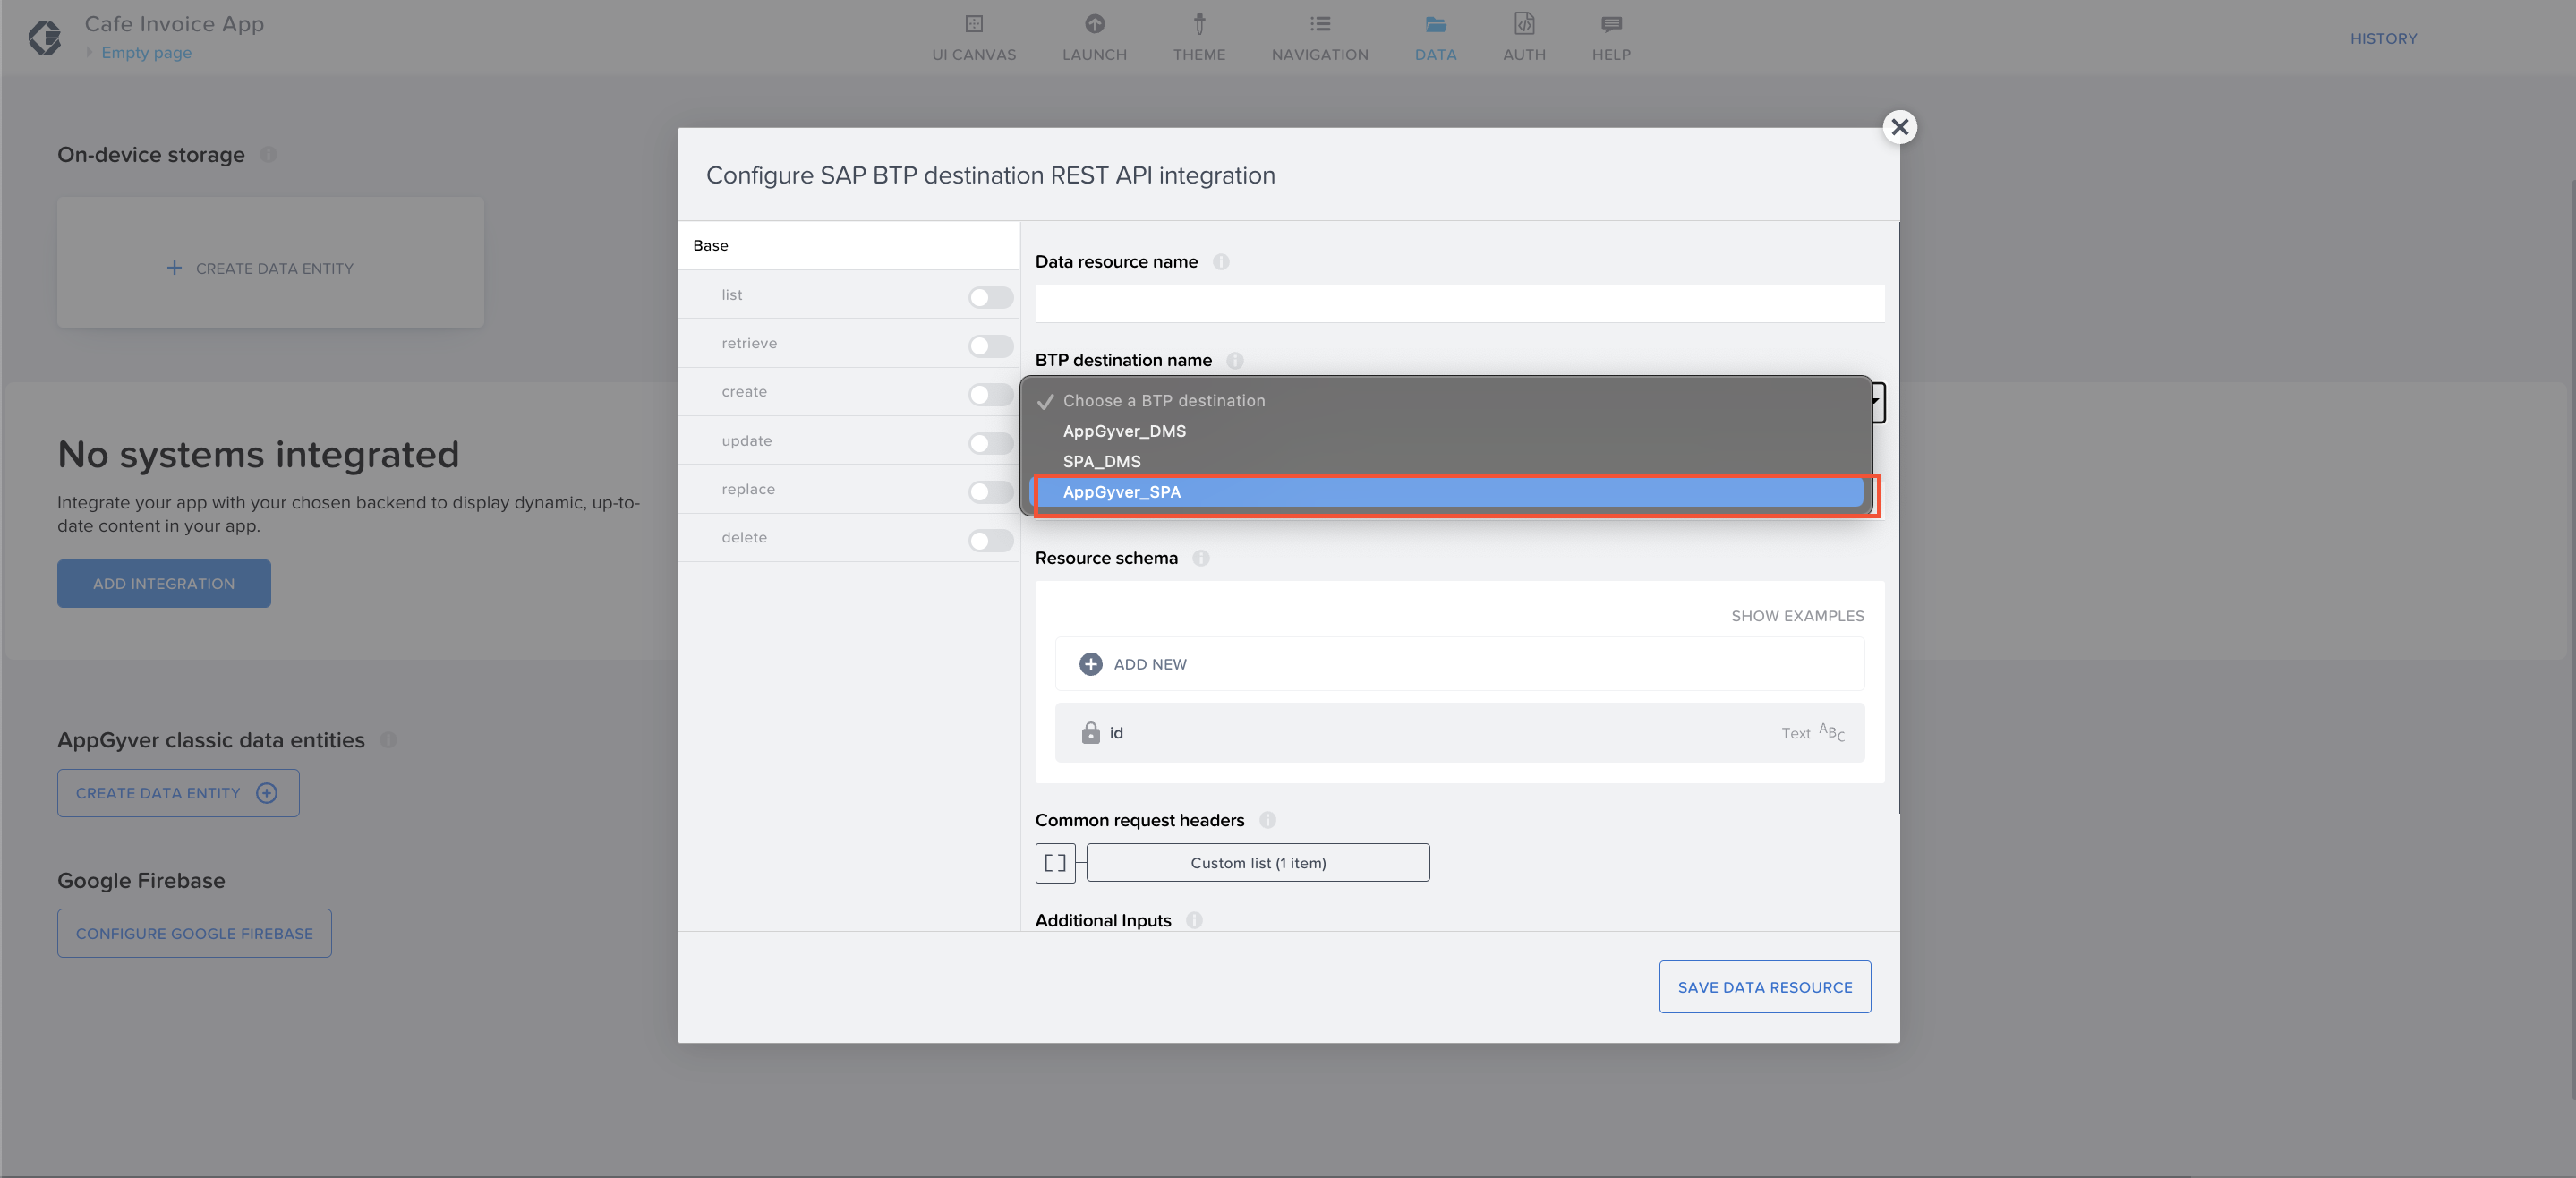 Cafe Invoice App
Empty page
UI CANVAS
LAUNCH
THEME
NAVIGATION
DATA
AUTH
HELP
HISTORY
On-device storage
CREATE DATA ENTITY
No systems integrated
Integrate your app with your chosen backend to display dynamic, up-to-
date content in your app.
ADD INTEGRATION
AppGyver classic data entities
CREATE DATA ENTITY
Google Firebase
CONFIGURE GOOGLE FIREBASE
Configure SAP BTP destination REST API integration
Base
list
retrieve
create
update
replace
delete
Data resource name
BTP destination name
Choose a BTP destination
AppGyver_DMS
SPA_DMS
AppGyver_SPA
Resource schema
SHOW EXAMPLES
ADD NEW
id
Text ABC
Common request headers
[ ]
Custom list (1 item)
Additional Inputs
SAVE DATA RESOURCE